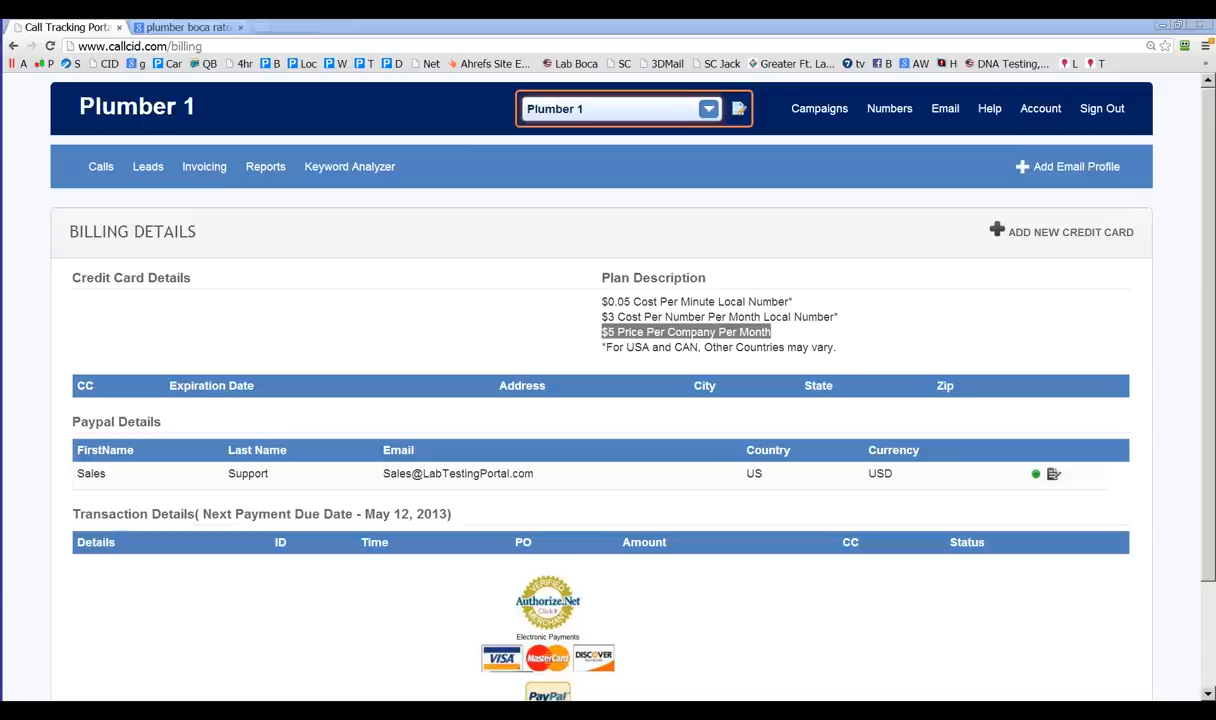 Call Tracking Porta × plumber boca rato ×
www.callcid.com/billing
A P S CID g P Car QB 4hr P B P Loc P W P T P D Net Ahrefs Site E... Lab Boca SC 3DMail SC Jack Greater Ft. La... tv B AW H DNA Testing,... L T »
Plumber 1
Plumber 1
Campaigns Numbers Email Help Account Sign Out
Calls Leads Invoicing Reports Keyword Analyzer
Add Email Profile
BILLING DETAILS
ADD NEW CREDIT CARD
Credit Card Details
Plan Description
$0.05 Cost Per Minute Local Number*
$3 Cost Per Number Per Month Local Number*
$5 Price Per Company Per Month
*For USA and CAN, Other Countries may vary.
CC Expiration Date Address City State Zip
Paypal Details
FirstName Last Name Email Country Currency
Sales Support Sales@LabTestingPortal.com US USD
Transaction Details( Next Payment Due Date - May 12, 2013)
Details ID Time PO Amount CC Status
VERIFIED
Authorize.Net
Click
MERCHANT
Electronic Payments
VISA MasterCard DISCOVER
PayPal